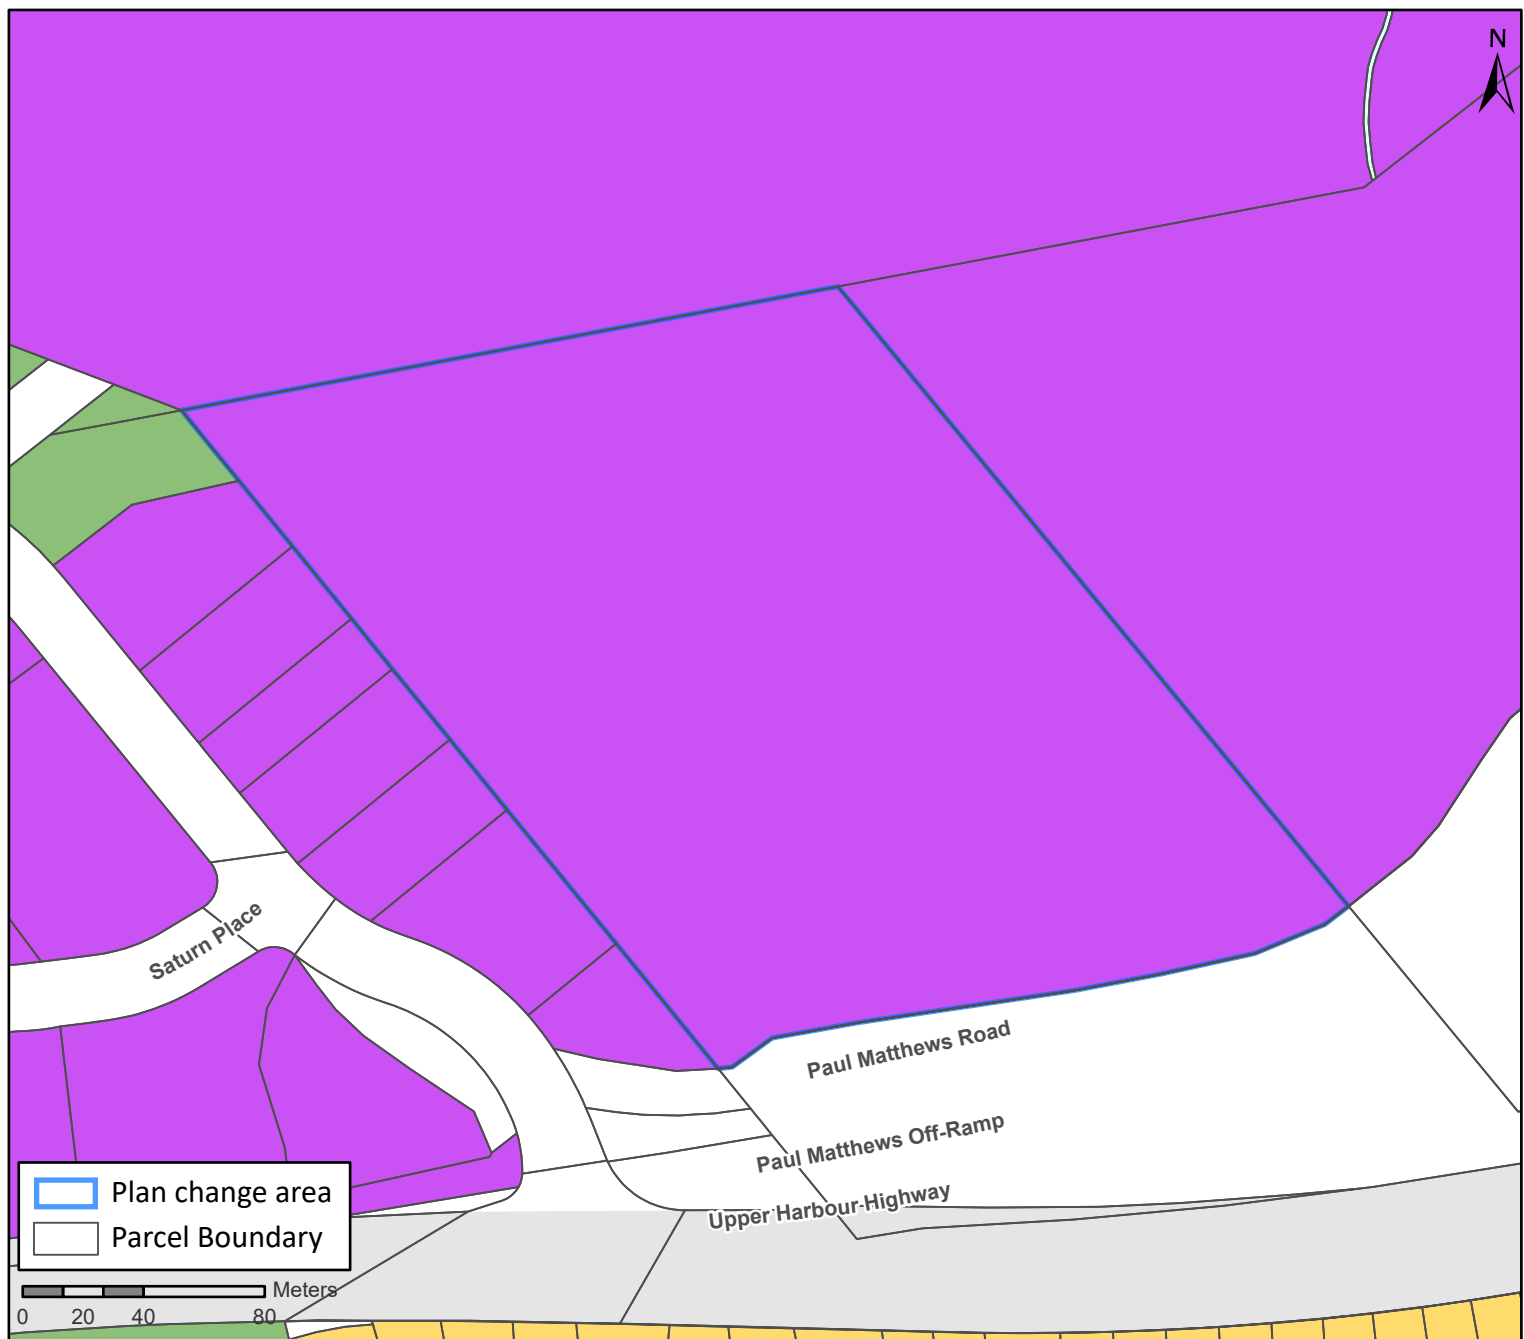 N
Saturn Place
Paul Matthews Road
Paul Matthews Off-Ramp
Upper Harbour Highway
Plan change area
Parcel Boundary
Meters
0 20 40 80